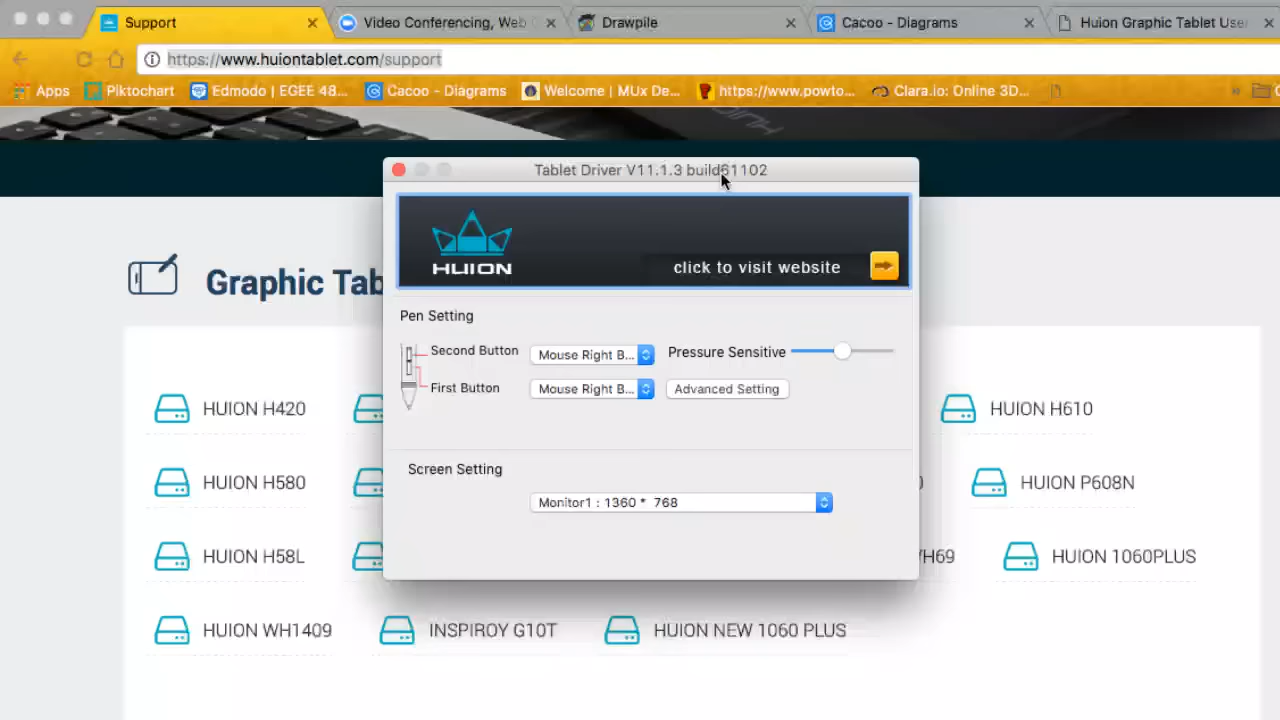 Support
Video Conferencing, Web
Drawpile
Cacoo - Diagrams
Huion Graphic Tablet Use
https://www.huiontablet.com/support
Apps
Piktochart
Edmodo | EGEE 48...
Cacoo - Diagrams
Welcome | MUx De...
https://www.powto...
Clara.io: Online 3D...
Tablet Driver V11.1.3 build61102
HUION
click to visit website
Graphic Tab
Pen Setting
Second Button
Mouse Right B...
Pressure Sensitive
First Button
Mouse Right B...
Advanced Setting
HUION H420
HUION H610
Screen Setting
HUION H580
HUION P608N
Monitor1 : 1360 * 768
HUION H58L
/H69
HUION 1060PLUS
HUION WH1409
INSPIROY G10T
HUION NEW 1060 PLUS